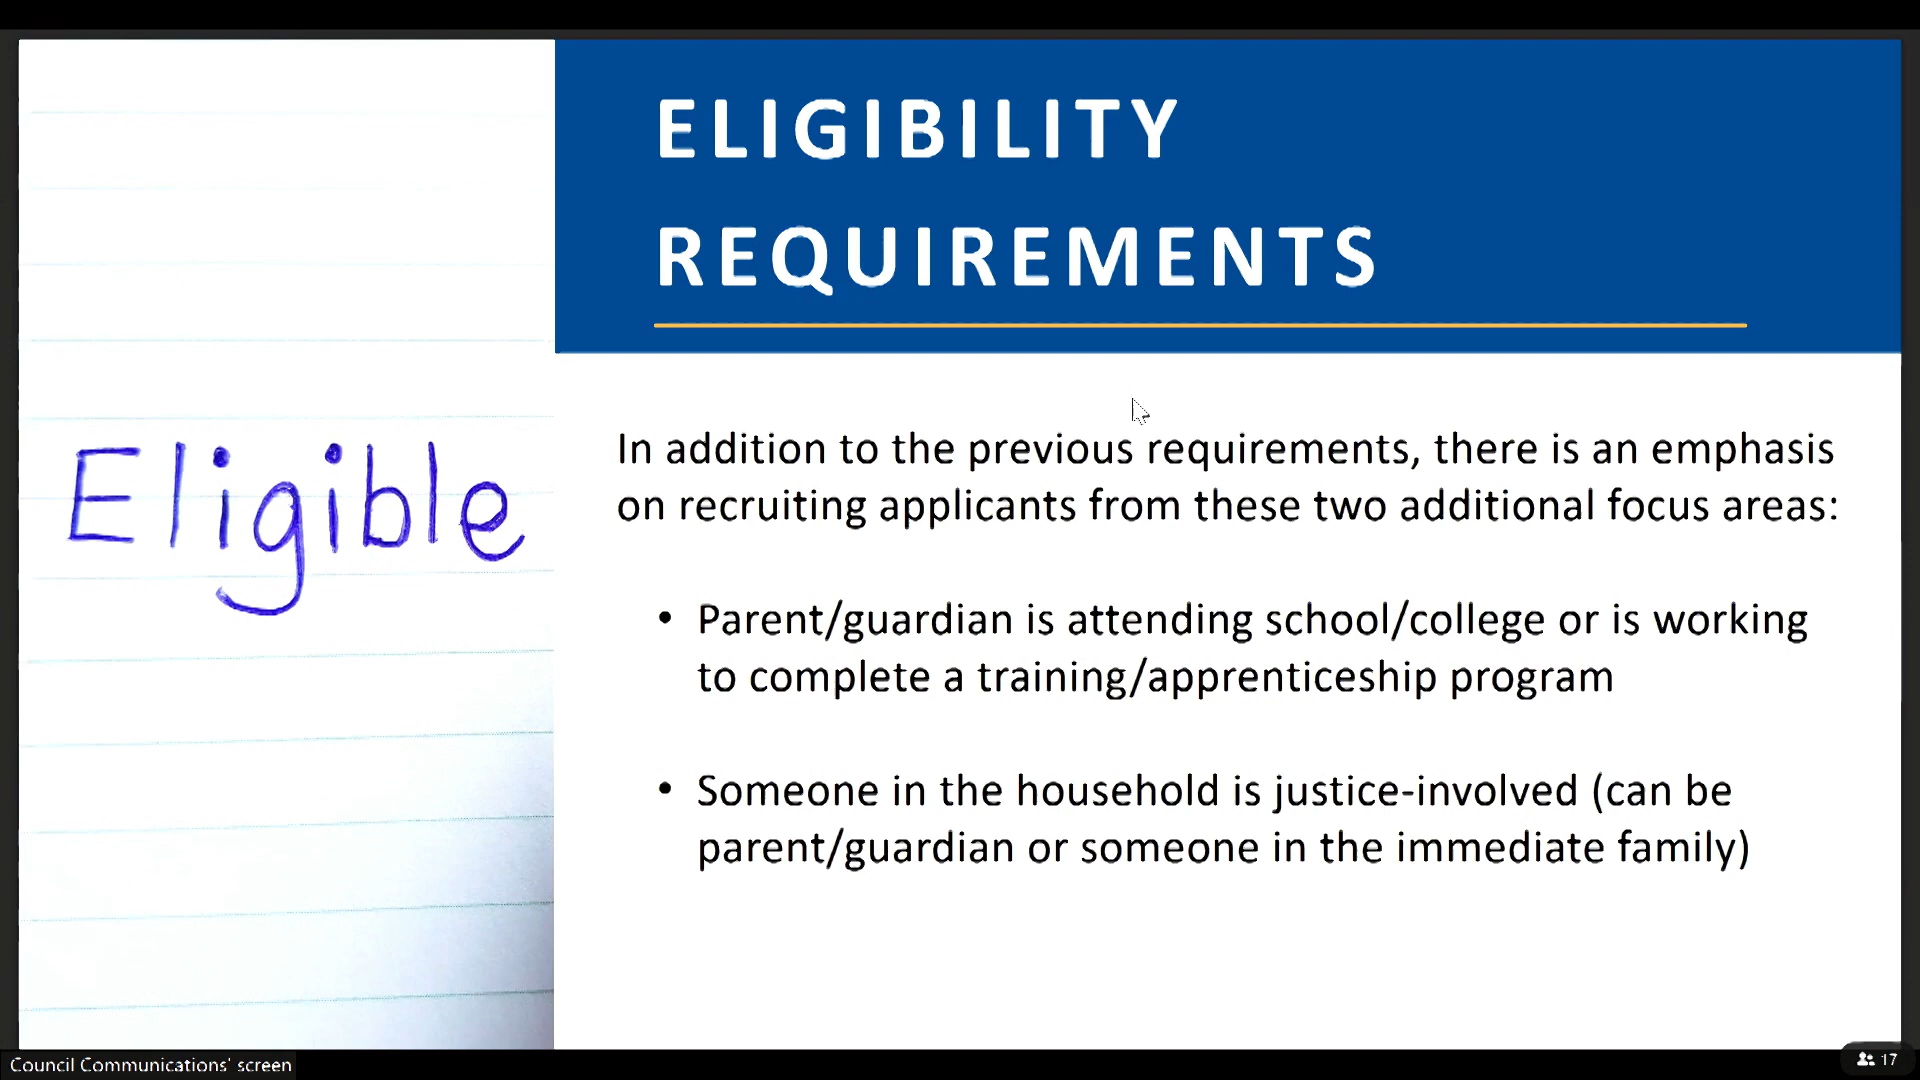 ELIGIBILITY
REQUIREMENTS
Eligible
In addition to the previous requirements, there is an emphasis
on recruiting applicants from these two additional focus areas:
• Parent/guardian is attending school/college or is working
to complete a training/apprenticeship program
• Someone in the household is justice-involved (can be
parent/guardian or someone in the immediate family)
Council Communications' screen
17